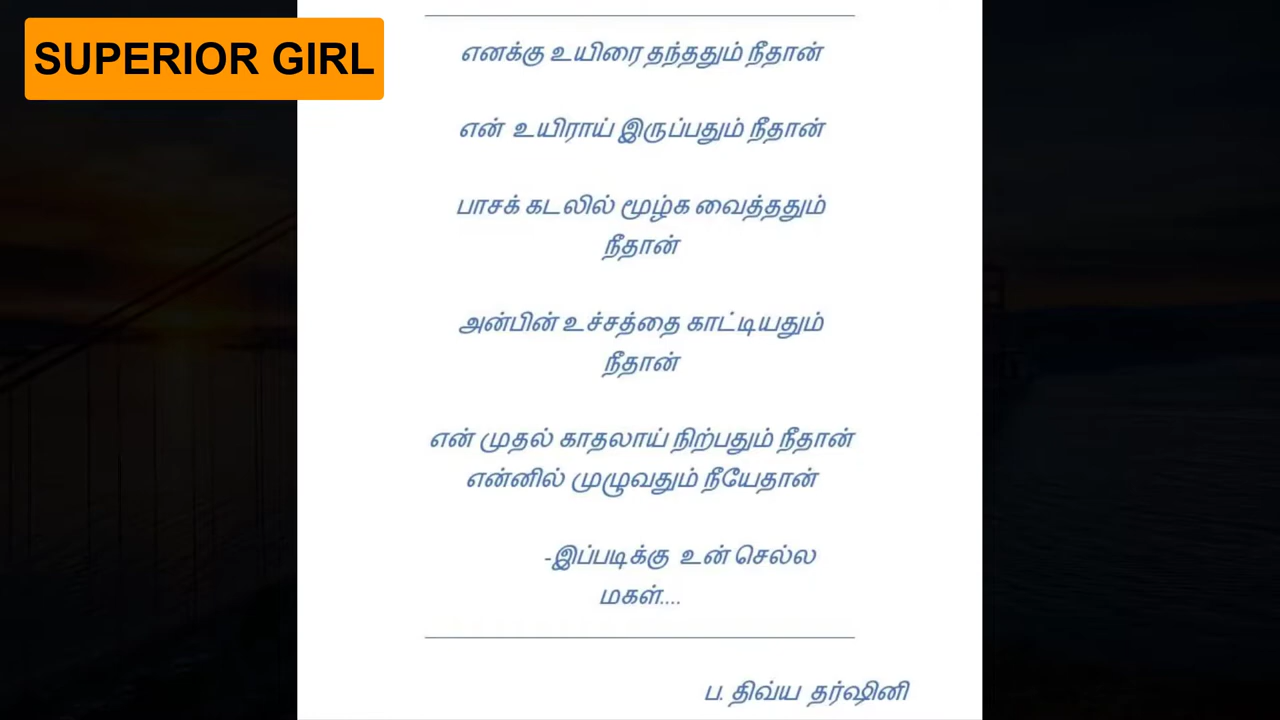 SUPERIOR GIRL
எனக்கு உயிரை தந்ததும் நீதான்
என் உயிராய் இருப்பதும் நீதான்
பாசக் கடலில் மூழ்க வைத்ததும்
நீதான்
அன்பின் உச்சத்தை காட்டியதும்
நீதான்
என் முதல் காதலாய் நிற்பதும் நீதான்
என்னில் முழுவதும் நீயேதான்
-இப்படிக்கு உன் செல்ல
மகள்....
ப. திவ்ய தர்ஷினி